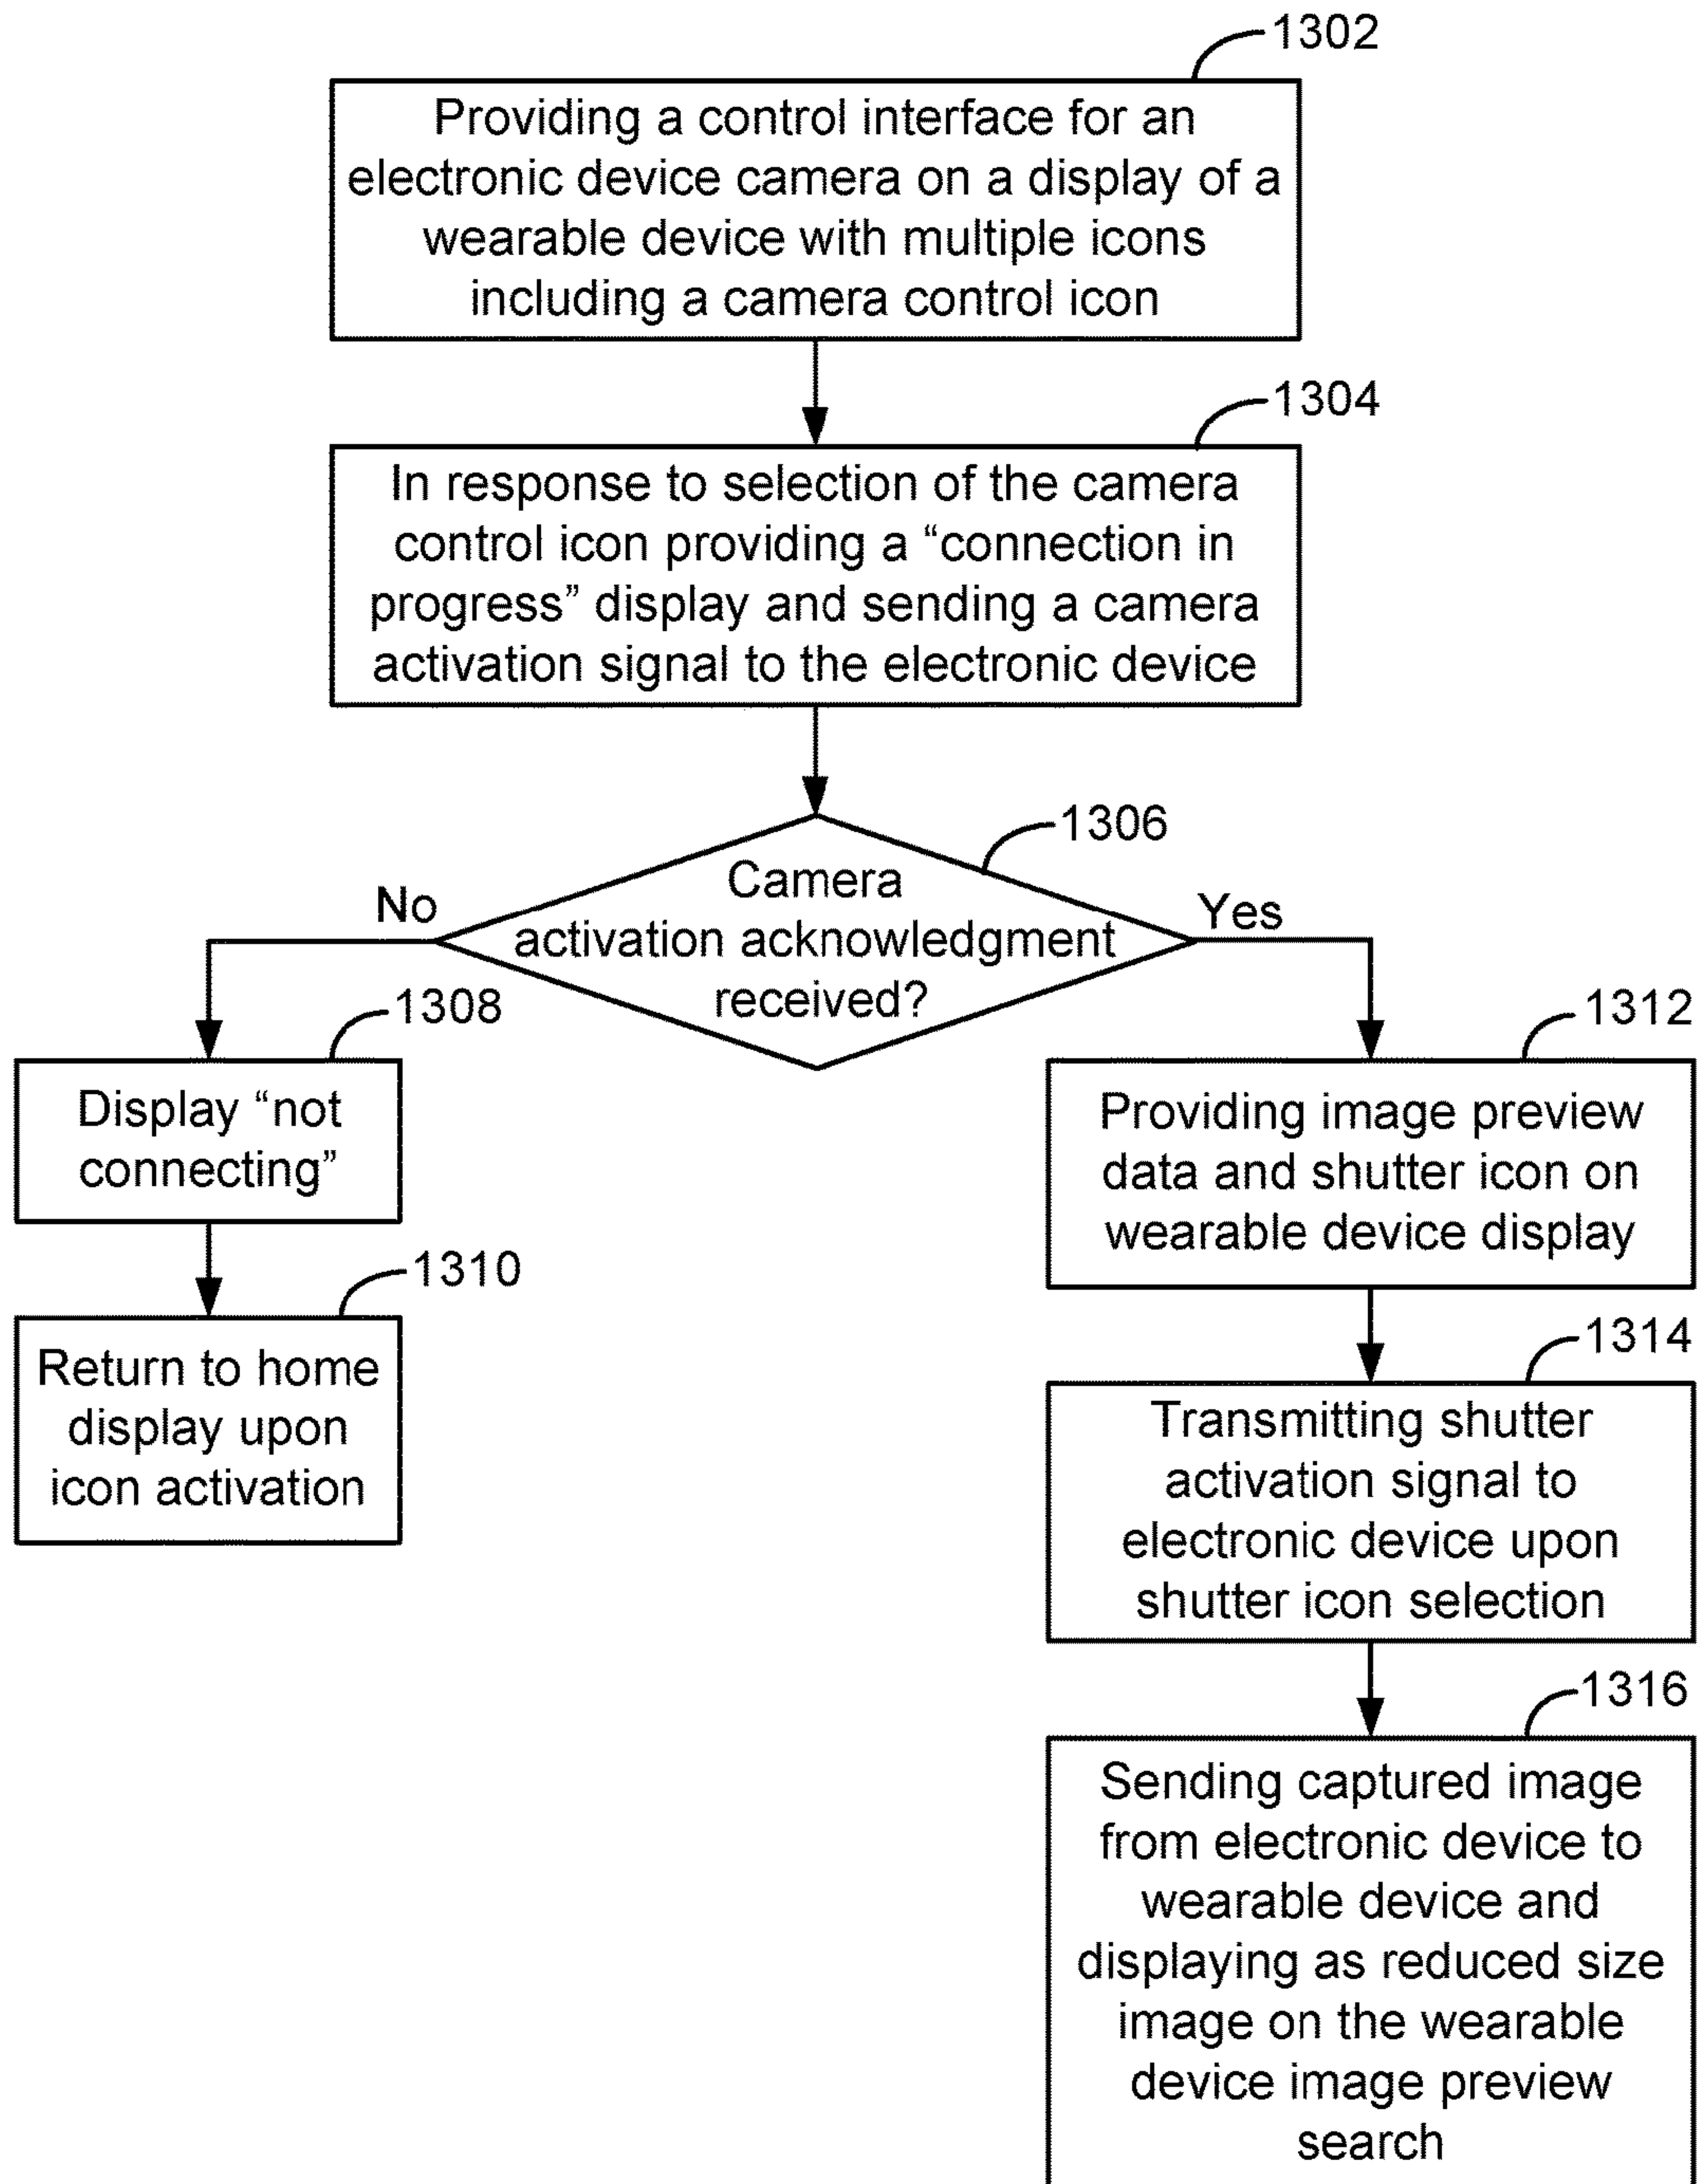 1302
Providing a control interface for an
electronic device camera on a display of a
wearable device with multiple icons
including a camera control icon
1304
In response to selection of the camera
control icon providing a “connection in
progress” display and sending a camera
activation signal to the electronic device
1306
Camera
activation acknowledgment
received?
No
Yes
1308
Display “not
connecting”
1310
Return to home
display upon
icon activation
1312
Providing image preview
data and shutter icon on
wearable device display
1314
Transmitting shutter
activation signal to
electronic device upon
shutter icon selection
1316
Sending captured image
from electronic device to
wearable device and
displaying as reduced size
image on the wearable
device image preview
search